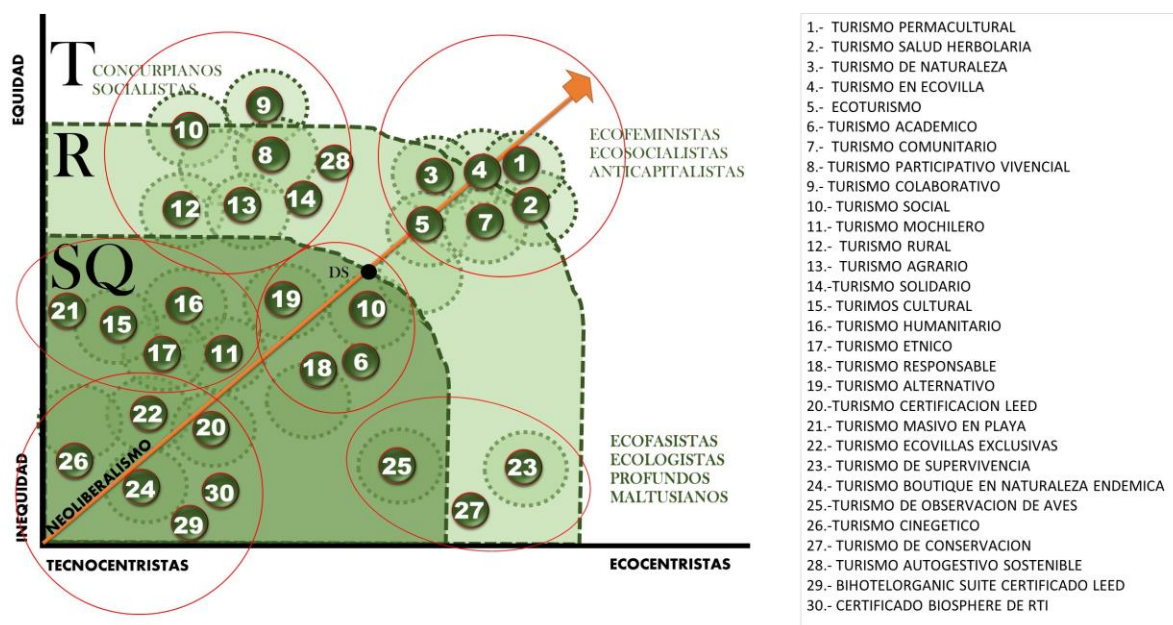 EQUIDAD
INEQUIDAD
T
CONCURPIANOS
SOCIALISTAS
R
SQ
9
10
8
28
12
13
14
3
4
1
5
7
2
ECOFEMINISTAS
ECOSOCIALISTAS
ANTICAPITALISTAS
DS
21
15
16
17
11
19
10
18
6
22
20
26
24
30
29
25
23
27
NEOLIBERALISMO
ECOFASISTAS
ECOLOGISTAS
PROFUNDOS
MALTUSIANOS
TECNOCENTRISTAS
ECOCENTRISTAS
1.- TURISMO PERMACULTURAL
2.- TURISMO SALUD HERBOLARIA
3.- TURISMO DE NATURALEZA
4.- TURISMO EN ECOVILLA
5.- ECOTURISMO
6.- TURISMO ACADEMICO
7.- TURISMO COMUNITARIO
8.- TURISMO PARTICIPATIVO VIVENCIAL
9.- TURISMO COLABORATIVO
10.- TURISMO SOCIAL
11.- TURISMO MOCHILERO
12.- TURISMO RURAL
13.- TURISMO AGRARIO
14.-TURISMO SOLIDARIO
15.- TURIMOS CULTURAL
16.- TURISMO HUMANITARIO
17.- TURISMO ETNICO
18.- TURISMO RESPONSABLE
19.- TURISMO ALTERNATIVO
20.-TURISMO CERTIFICACION LEED
21.- TURISMO MASIVO EN PLAYA
22.- TURISMO ECOVILLAS EXCLUSIVAS
23.- TURISMO DE SUPERVIVENCIA
24.- TURISMO BOUTIQUE EN NATURALEZA ENDEMICA
25.-TURISMO DE OBSERVACION DE AVES
26.-TURISMO CINEGETICO
27.- TURISMO DE CONSERVACION
28.- TURISMO AUTOGESTIVO SOSTENIBLE
29.- BIHOTELORGANIC SUITE CERTIFICADO LEED
30.- CERTIFICADO BIOSPHERE DE RTI